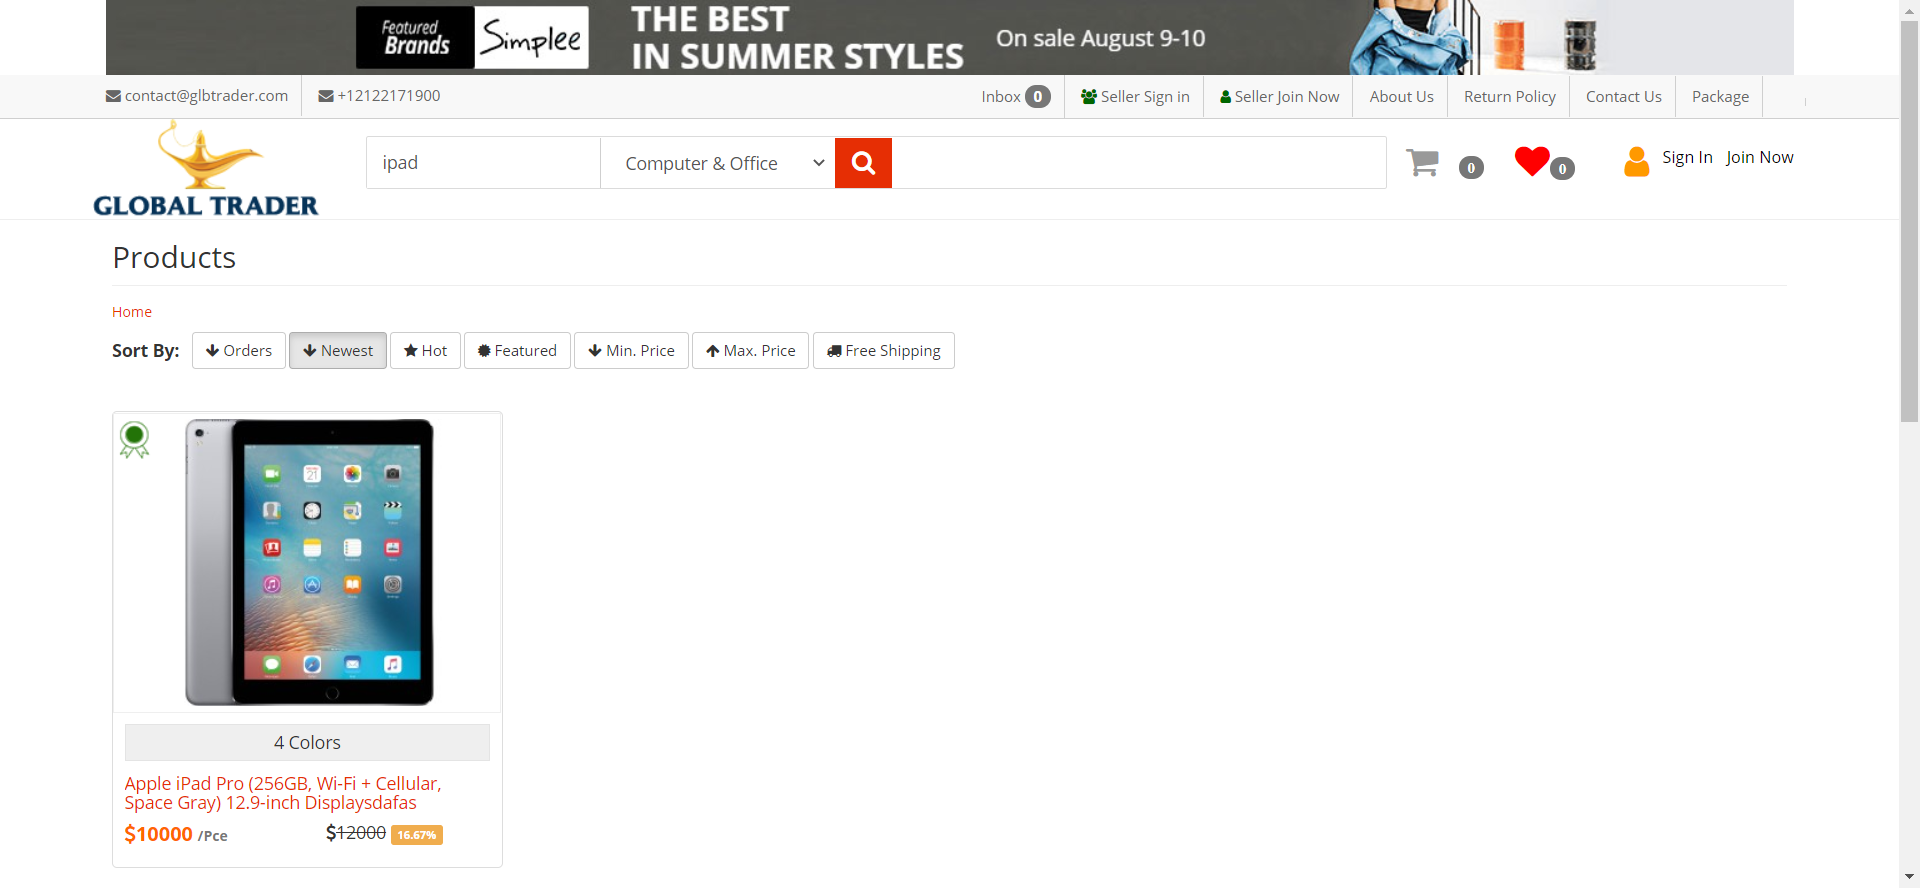 Featured
Brands
Simplee
THE BEST
IN SUMMER STYLES
On sale August 9-10
contact@glbtrader.com
+12122171900
Inbox 0
Seller Sign in
Seller Join Now
About Us
Return Policy
Contact Us
Package
GLOBAL TRADER
ipad
Computer & Office
0
0
Sign In
Join Now
Products
Home
Sort By:
Orders
Newest
Hot
Featured
Min. Price
Max. Price
Free Shipping
4 Colors
Apple iPad Pro (256GB, Wi-Fi + Cellular,
Space Gray) 12.9-inch Displaysdafas
$10000 /Pce
$12000 16.67%